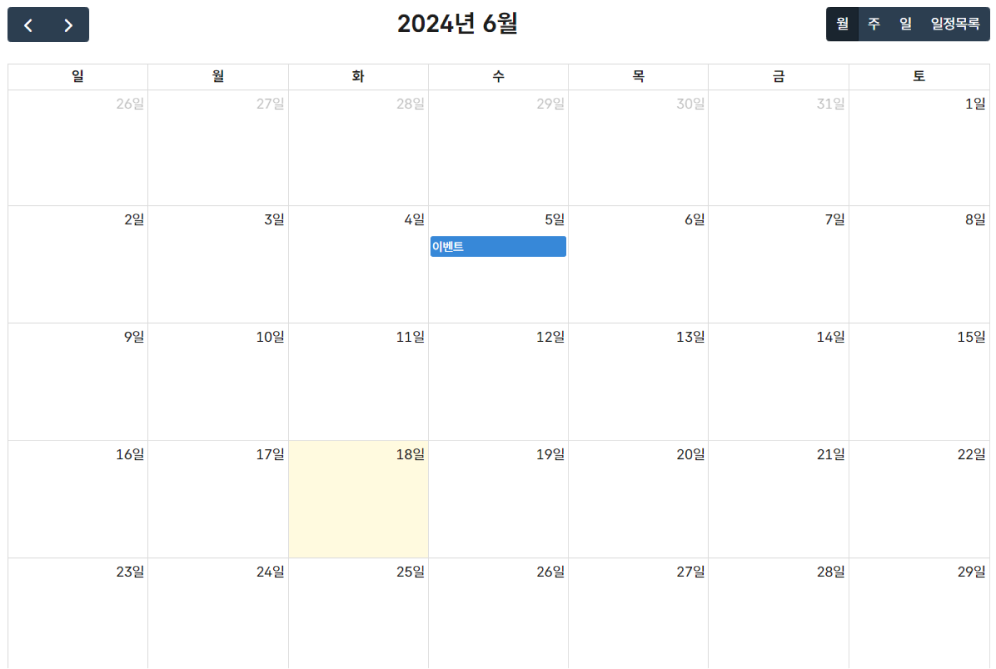 2024년 6월
월 주 일 일정목록
일 월 화 수 목 금 토
26일 27일 28일 29일 30일 31일 1일
2일 3일 4일 5일 6일 7일 8일
이벤트
9일 10일 11일 12일 13일 14일 15일
16일 17일 18일 19일 20일 21일 22일
23일 24일 25일 26일 27일 28일 29일